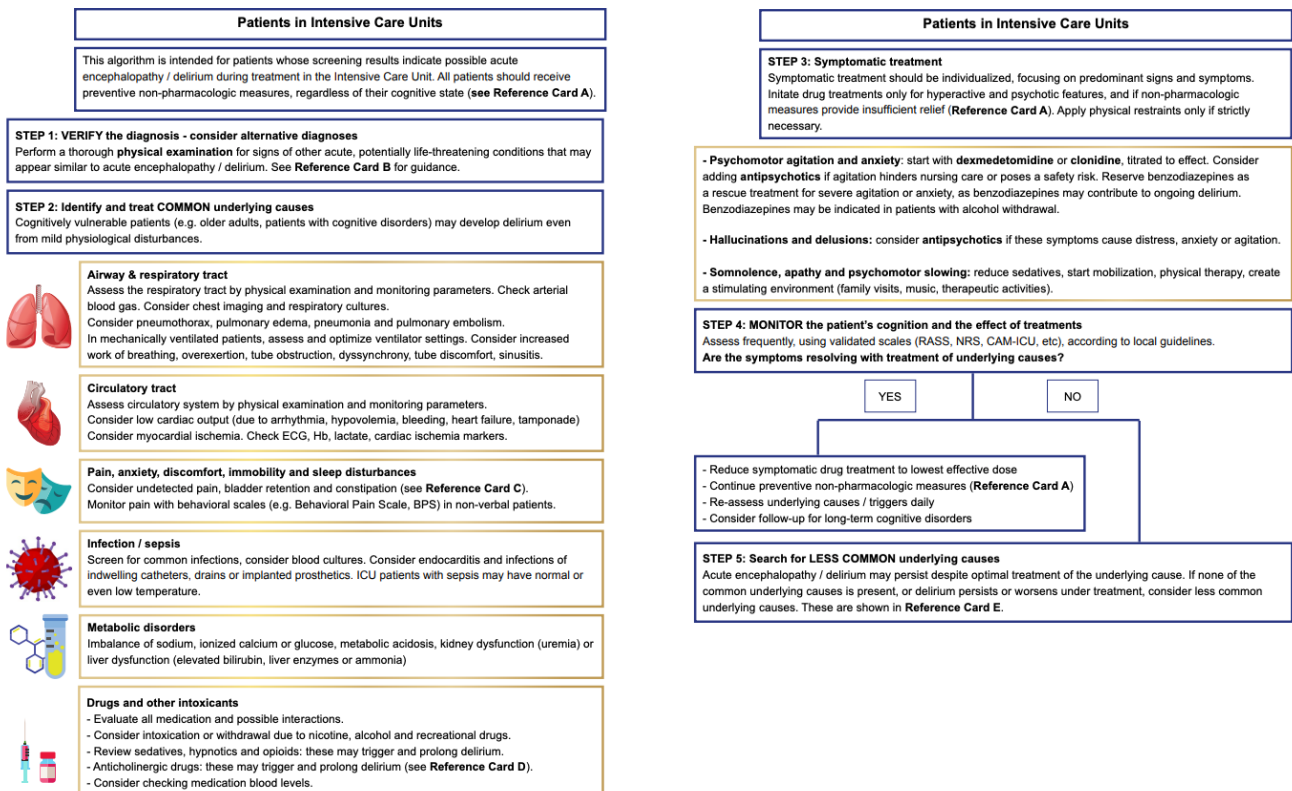 Patients in Intensive Care Units
This algorithm is intended for patients whose screening results indicate possible acute
encephalopathy / delirium during treatment in the Intensive Care Unit. All patients should receive
preventive non-pharmacologic measures, regardless of their cognitive state (see Reference Card A).
STEP 1: VERIFY the diagnosis - consider alternative diagnoses
Perform a thorough physical examination for signs of other acute, potentially life-threatening conditions that may
appear similar to acute encephalopathy / delirium. See Reference Card B for guidance.
STEP 2: Identify and treat COMMON underlying causes
Cognitively vulnerable patients (e.g. older adults, patients with cognitive disorders) may develop delirium even
from mild physiological disturbances.
Airway & respiratory tract
Assess the respiratory tract by physical examination and monitoring parameters. Check arterial
blood gas. Consider chest imaging and respiratory cultures.
Consider pneumothorax, pulmonary edema, pneumonia and pulmonary embolism.
In mechanically ventilated patients, assess and optimize ventilator settings. Consider increased
work of breathing, overexertion, tube obstruction, dyssynchrony, tube discomfort, sinusitis.
Circulatory tract
Assess circulatory system by physical examination and monitoring parameters.
Consider low cardiac output (due to arrhythmia, hypovolemia, bleeding, heart failure, tamponade)
Consider myocardial ischemia. Check ECG, Hb, lactate, cardiac ischemia markers.
Pain, anxiety, discomfort, immobility and sleep disturbances
Consider undetected pain, bladder retention and constipation (see Reference Card C).
Monitor pain with behavioral scales (e.g. Behavioral Pain Scale, BPS) in non-verbal patients.
Infection / sepsis
Screen for common infections, consider blood cultures. Consider endocarditis and infections of
indwelling catheters, drains or implanted prosthetics. ICU patients with sepsis may have normal or
even low temperature.
Metabolic disorders
Imbalance of sodium, ionized calcium or glucose, metabolic acidosis, kidney dysfunction (uremia) or
liver dysfunction (elevated bilirubin, liver enzymes or ammonia)
Drugs and other intoxicants
- Evaluate all medication and possible interactions.
- Consider intoxication or withdrawal due to nicotine, alcohol and recreational drugs.
- Review sedatives, hypnotics and opioids: these may trigger and prolong delirium.
- Anticholinergic drugs: these may trigger and prolong delirium (see Reference Card D).
- Consider checking medication blood levels.
Patients in Intensive Care Units
STEP 3: Symptomatic treatment
Symptomatic treatment should be individualized, focusing on predominant signs and symptoms.
Initate drug treatments only for hyperactive and psychotic features, and if non-pharmacologic
measures provide insufficient relief (Reference Card A). Apply physical restraints only if strictly
necessary.
- Psychomotor agitation and anxiety: start with dexmedetomidine or clonidine, titrated to effect. Consider
adding antipsychotics if agitation hinders nursing care or poses a safety risk. Reserve benzodiazepines as
a rescue treatment for severe agitation or anxiety, as benzodiazepines may contribute to ongoing delirium.
Benzodiazepines may be indicated in patients with alcohol withdrawal.
- Hallucinations and delusions: consider antipsychotics if these symptoms cause distress, anxiety or agitation.
- Somnolence, apathy and psychomotor slowing: reduce sedatives, start mobilization, physical therapy, create
a stimulating environment (family visits, music, therapeutic activities).
STEP 4: MONITOR the patient's cognition and the effect of treatments
Assess frequently, using validated scales (RASS, NRS, CAM-ICU, etc), according to local guidelines.
Are the symptoms resolving with treatment of underlying causes?
YES
NO
- Reduce symptomatic drug treatment to lowest effective dose
- Continue preventive non-pharmacologic measures (Reference Card A)
- Re-assess underlying causes / triggers daily
- Consider follow-up for long-term cognitive disorders
STEP 5: Search for LESS COMMON underlying causes
Acute encephalopathy / delirium may persist despite optimal treatment of the underlying cause. If none of the
common underlying causes is present, or delirium persists or worsens under treatment, consider less common
underlying causes. These are shown in Reference Card E.